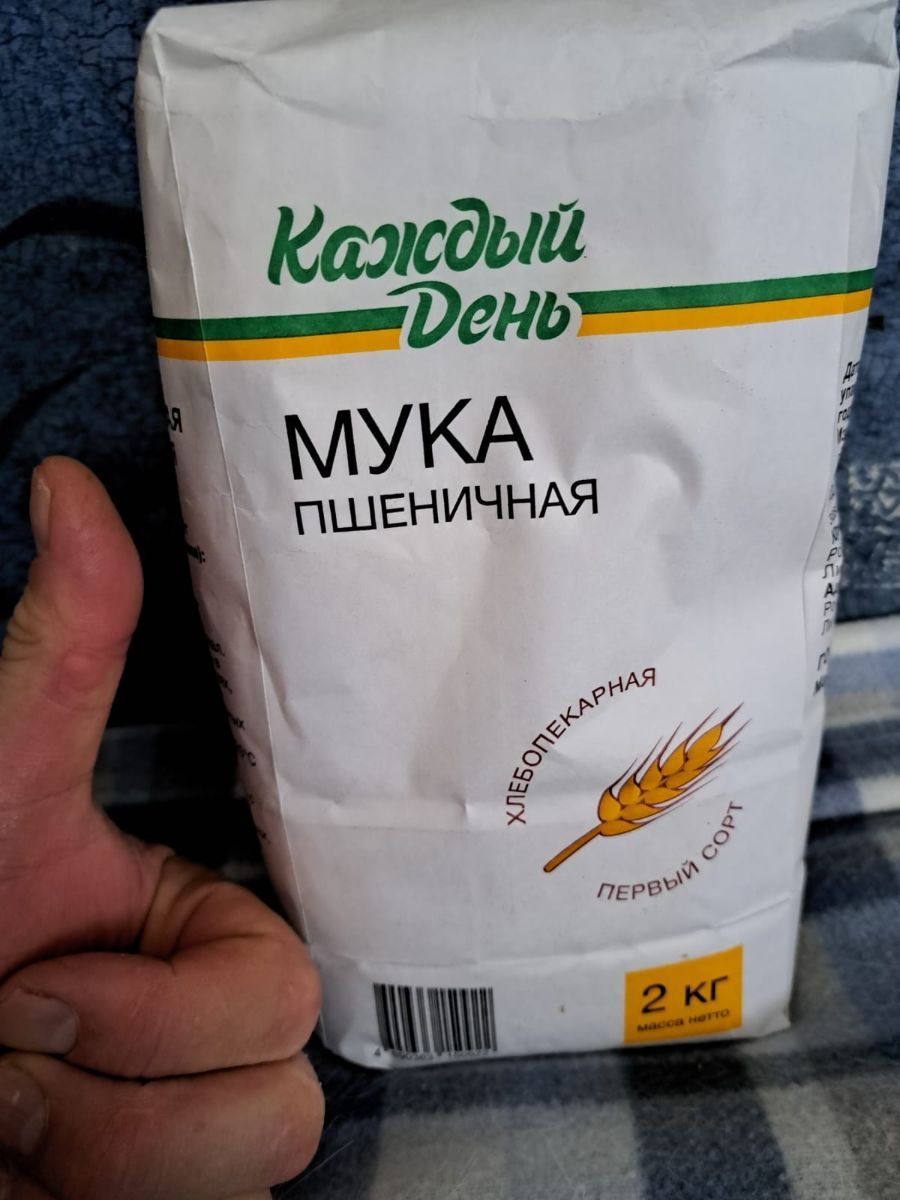 Каждый
День
МУКА
ПШЕНИЧНАЯ
ХЛЕБОПЕКАРНАЯ
ПЕРВЫЙ СОРТ
2 КГ
масса нетто